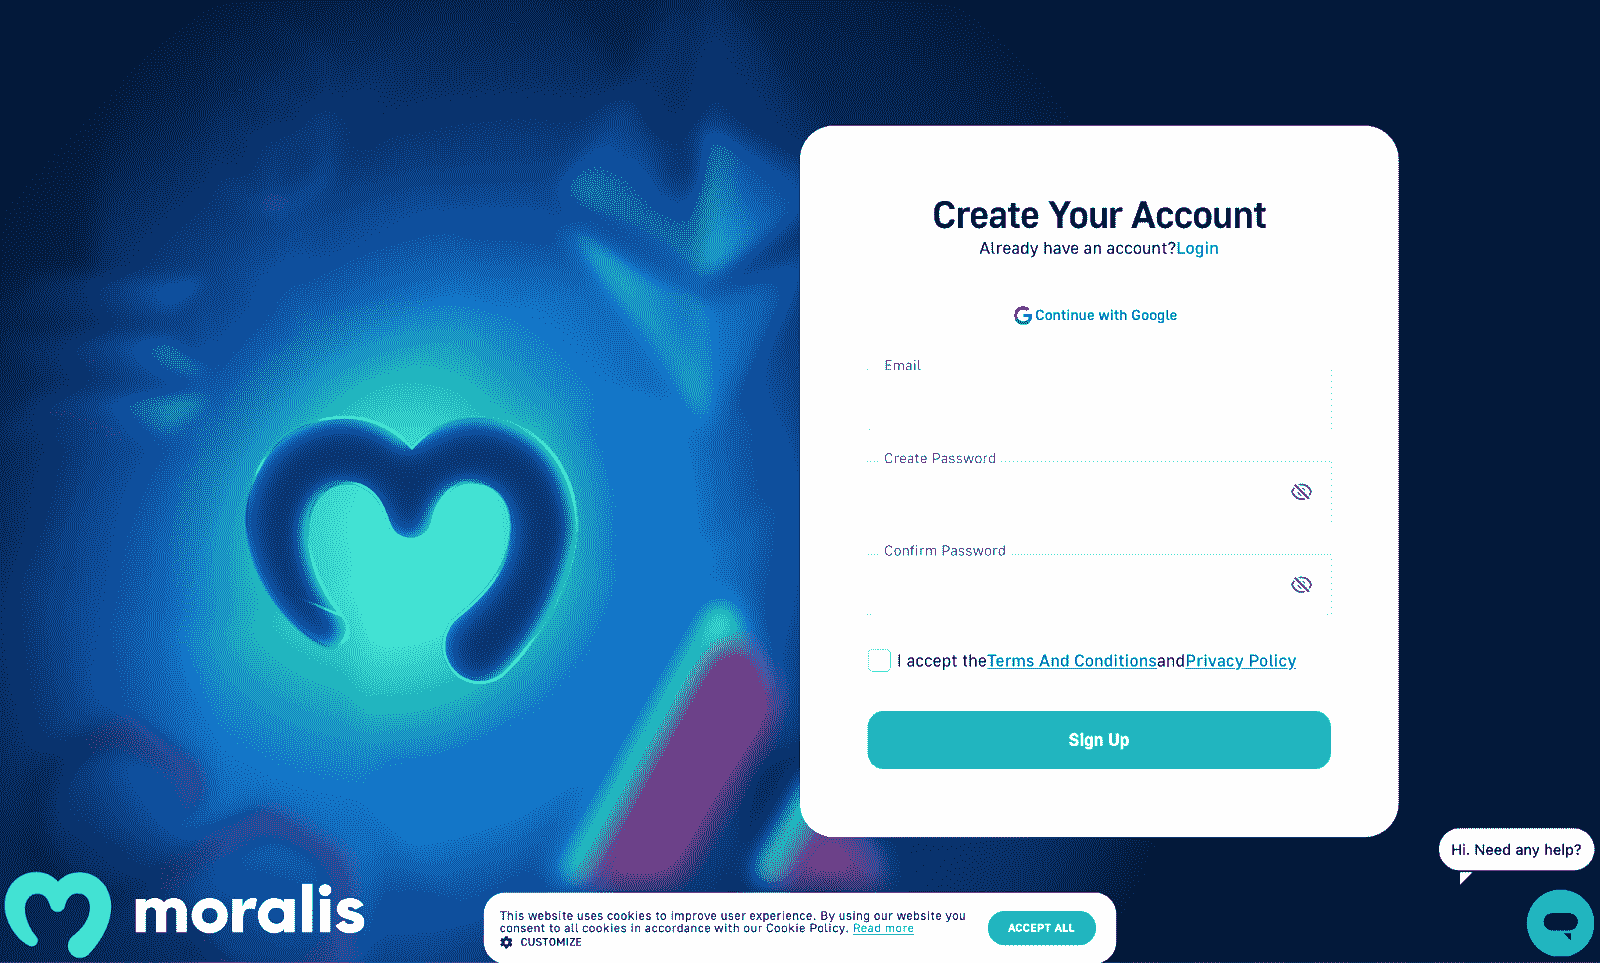 Create Your Account
Already have an account?Login
Continue with Google
Email
Create Password
Confirm Password
I accept theTerms And ConditionsandPrivacy Policy
Sign Up
Hi. Need any help?
moralis
This website uses cookies to improve user experience. By using our website you
consent to all cookies in accordance with our Cookie Policy. Read more
CUSTOMIZE
ACCEPT ALL